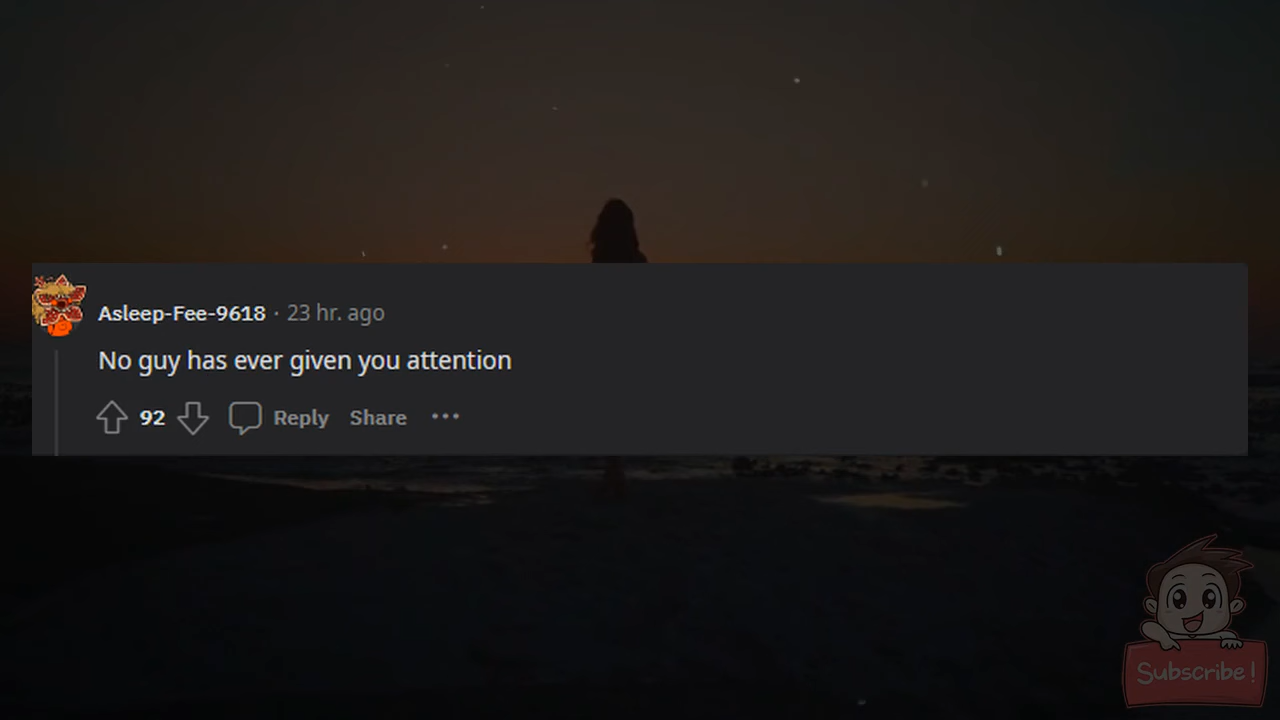 Asleep-Fee-9618 · 23 hr. ago
No guy has ever given you attention
92 Reply Share ···
Subscribe!